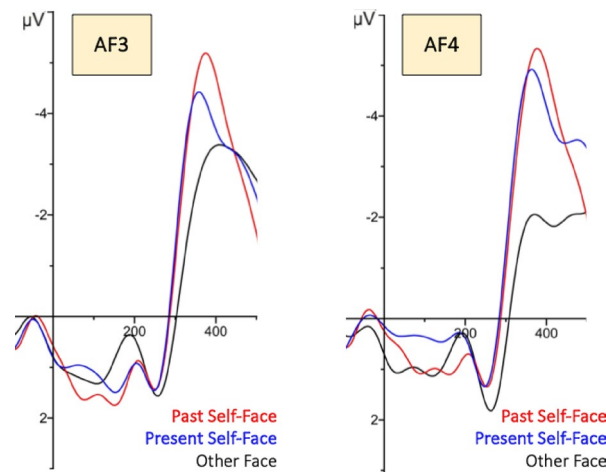 µV
AF3
-4
-2
200
400
2
Past Self-Face
Present Self-Face
Other Face
µV
AF4
-4
-2
200
400
2
Past Self-Face
Present Self-Face
Other Face